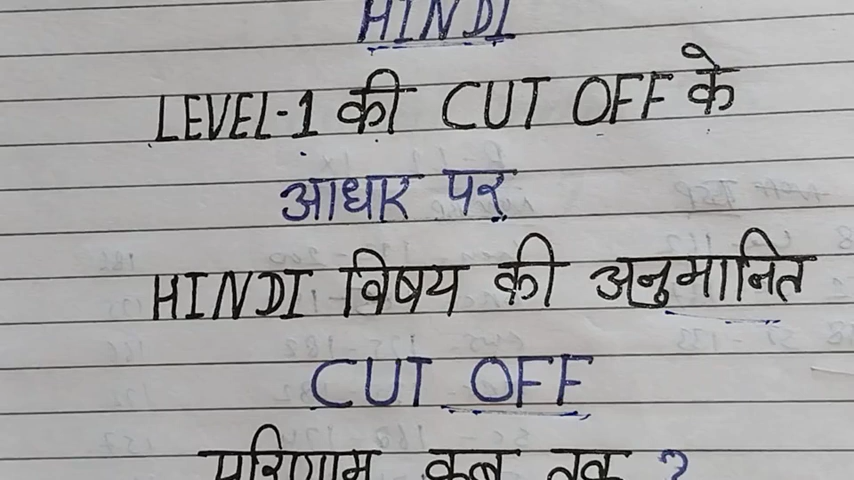 HINDI
LEVEL-1 की CUT OFF के
आधार पर
HINDI विषय की अनुमानित
CUT OFF
परिणाम कब तक ?